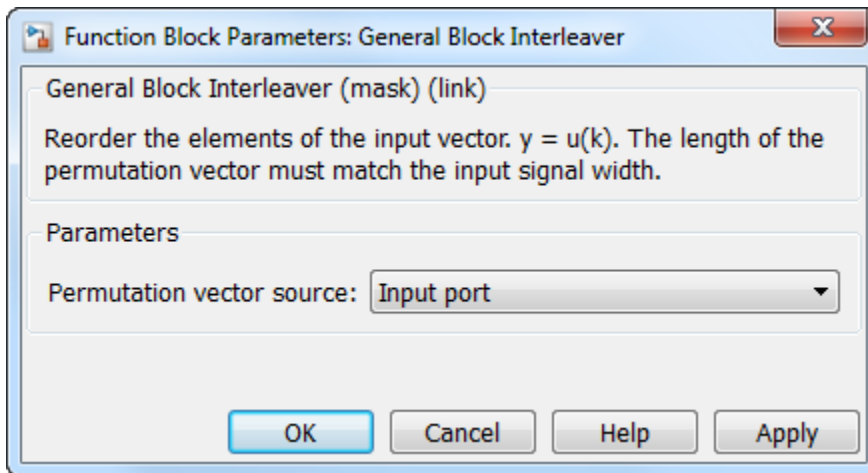 Function Block Parameters: General Block Interleaver
General Block Interleaver (mask) (link)
Reorder the elements of the input vector. y = u(k). The length of the
permutation vector must match the input signal width.
Parameters
Permutation vector source: Input port
OK Cancel Help Apply